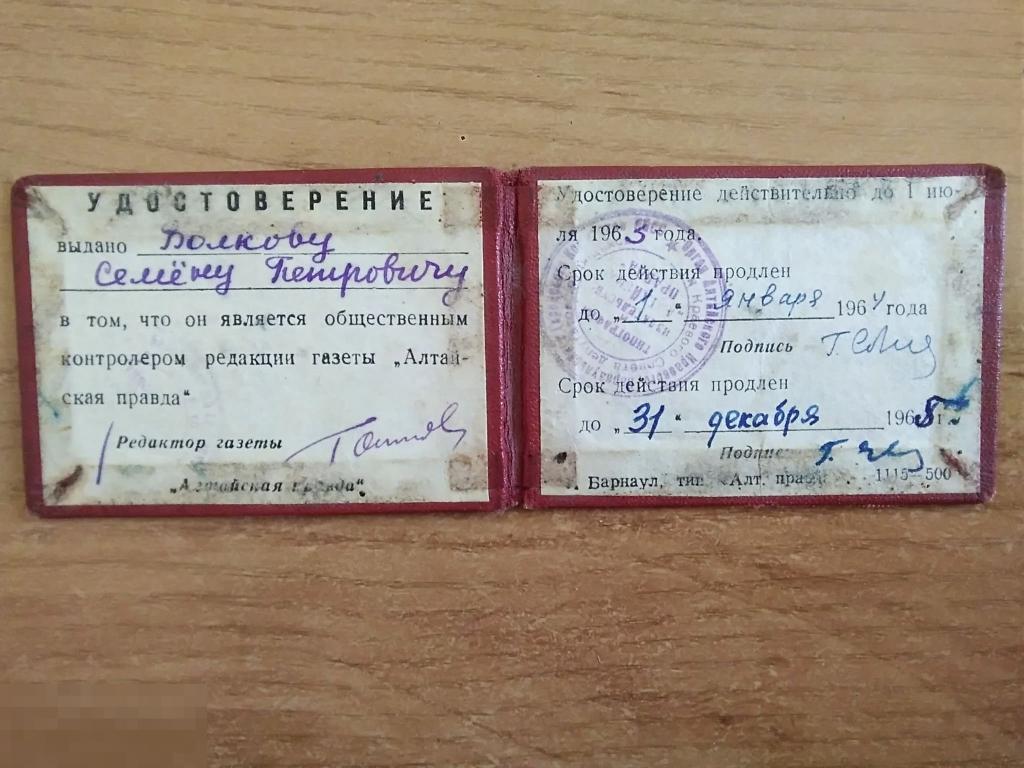 УДОСТОВЕРЕНИЕ
выдано Волкову
Семёну Петровичу
в том, что он является общественным
контролером редакции газеты „Алтай-
ская правда“
Редактор газеты
„Алтайская правда“
Удостоверение действительно до 1 ию-
ля 1963 года.
Срок действия продлен
до „1“ января 1964 года
Подпись
Срок действия продлен
до „31“ декабря 1965 г.
Подпись
Барнаул, тип. „Алт. правда“ 1115—500